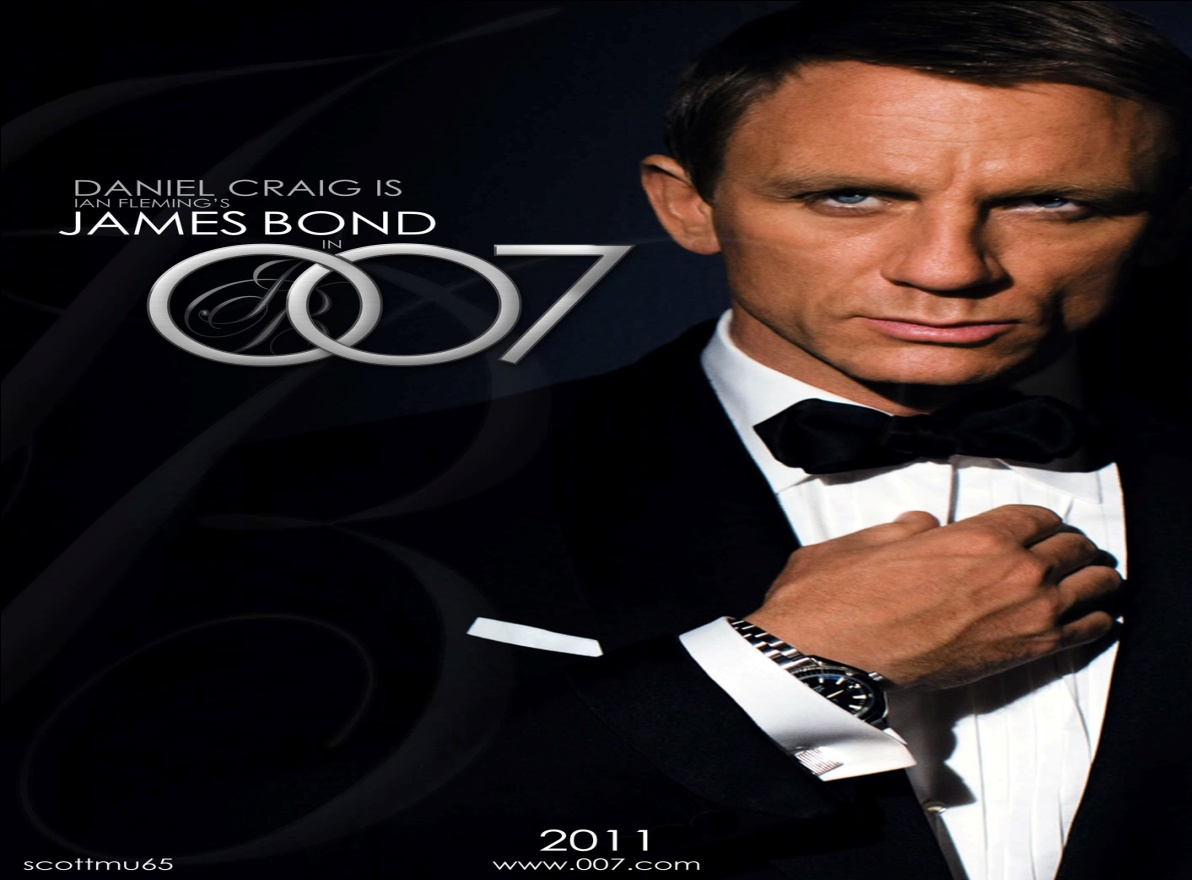 DANIEL CRAIG IS
IAN FLEMING'S
JAMES BOND
IN
007
2011
www.007.com
scottmu65